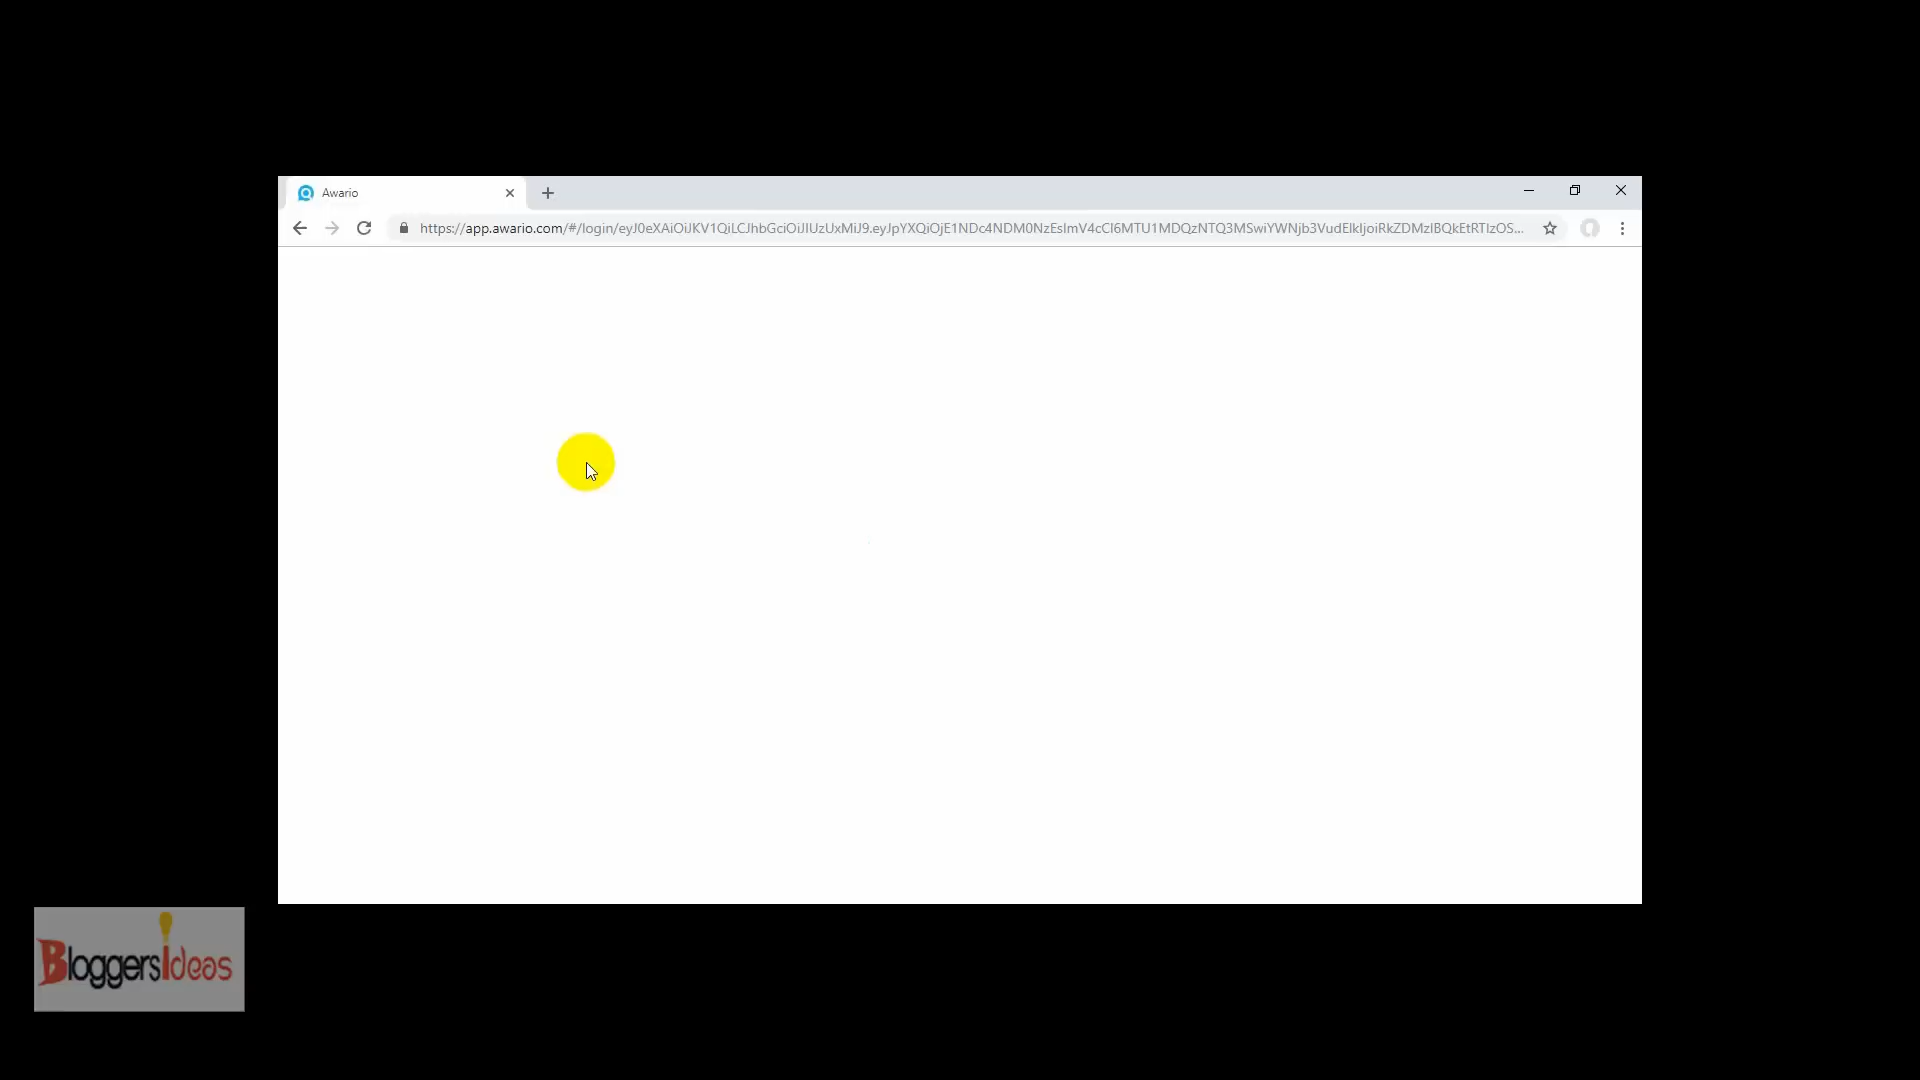 Awario
https://app.awario.com/#/login/eyJ0eXAiOiJKV1QiLCJhbGciOiJIUzUxMiJ9.eyJpYXQiOjE1NDc4NDM0NzEsImV4cCI6MTU1MDQzNTQ3MSwiYWNjb3VudElkIjoiRkZDMzlBQkEtRTIzOS...
BloggersIdeas